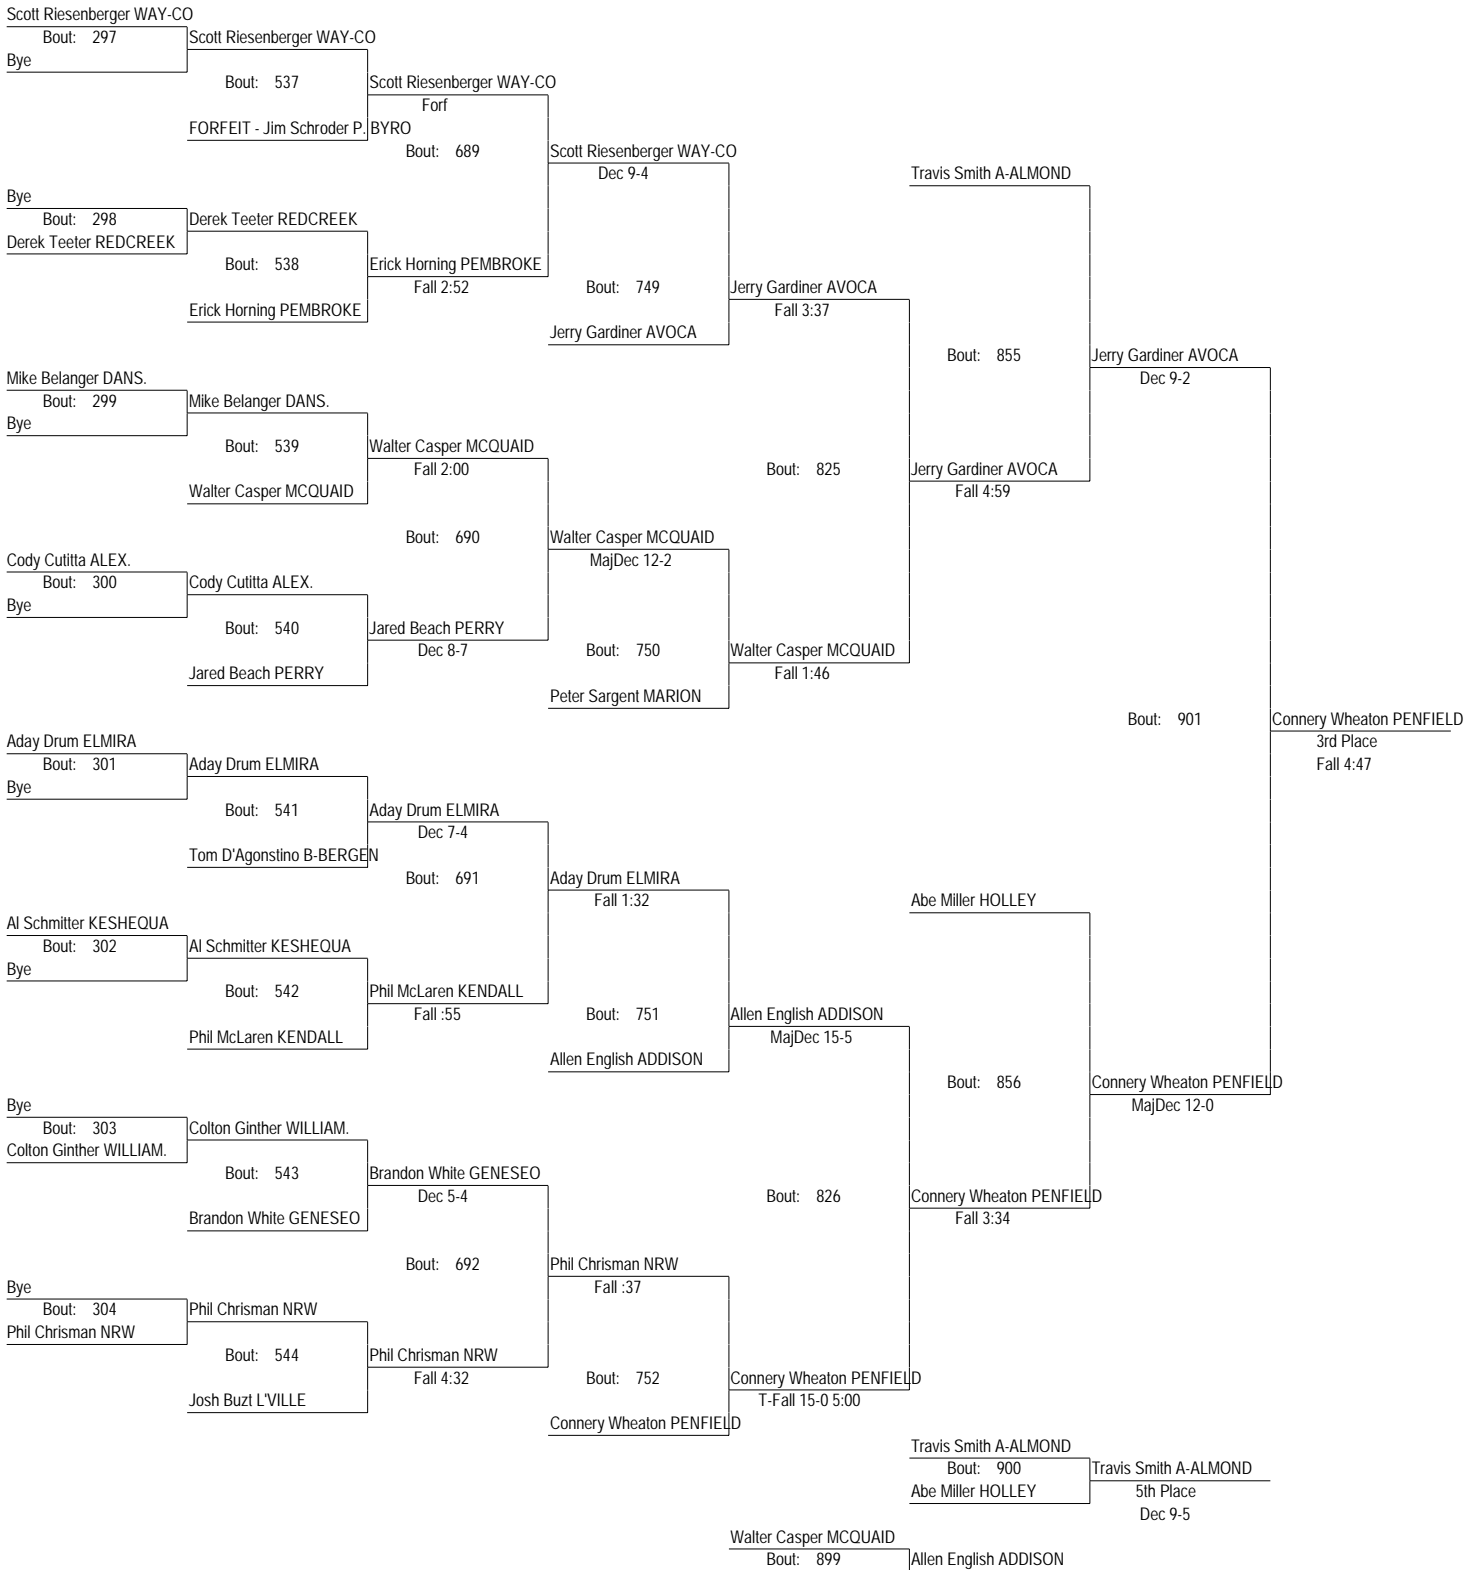 Scott Riesenberger WAY-CO
Bout: 297
Scott Riesenberger WAY-CO
Bye
Bout: 537
Scott Riesenberger WAY-CO
Forf
FORFEIT - Jim Schroder P. BYRO
Bout: 689
Scott Riesenberger WAY-CO
Dec 9-4
Travis Smith A-ALMOND
Bye
Bout: 298
Derek Teeter REDCREEK
Derek Teeter REDCREEK
Bout: 538
Erick Horning PEMBROKE
Fall 2:52
Bout: 749
Jerry Gardiner AVOCA
Fall 3:37
Erick Horning PEMBROKE
Jerry Gardiner AVOCA
Bout: 855
Jerry Gardiner AVOCA
Dec 9-2
Mike Belanger DANS.
Bout: 299
Mike Belanger DANS.
Bye
Bout: 539
Walter Casper MCQUAID
Fall 2:00
Bout: 825
Jerry Gardiner AVOCA
Fall 4:59
Walter Casper MCQUAID
Bout: 690
Walter Casper MCQUAID
MajDec 12-2
Cody Cutitta ALEX.
Bout: 300
Cody Cutitta ALEX.
Bye
Bout: 540
Jared Beach PERRY
Dec 8-7
Bout: 750
Walter Casper MCQUAID
Fall 1:46
Jared Beach PERRY
Peter Sargent MARION
Bout: 901
Connery Wheaton PENFIELD
3rd Place
Fall 4:47
Aday Drum ELMIRA
Bout: 301
Aday Drum ELMIRA
Bye
Bout: 541
Aday Drum ELMIRA
Dec 7-4
Tom D'Agonstino B-BERGEN
Bout: 691
Aday Drum ELMIRA
Fall 1:32
Abe Miller HOLLEY
Al Schmitter KESHEQUA
Bout: 302
Al Schmitter KESHEQUA
Bye
Bout: 542
Phil McLaren KENDALL
Fall :55
Bout: 751
Allen English ADDISON
MajDec 15-5
Phil McLaren KENDALL
Allen English ADDISON
Bout: 856
Connery Wheaton PENFIELD
MajDec 12-0
Bye
Bout: 303
Colton Ginther WILLIAM.
Colton Ginther WILLIAM.
Bout: 543
Brandon White GENESEO
Dec 5-4
Bout: 826
Connery Wheaton PENFIELD
Fall 3:34
Brandon White GENESEO
Bout: 692
Phil Chrisman NRW
Fall :37
Bye
Bout: 304
Phil Chrisman NRW
Phil Chrisman NRW
Bout: 544
Phil Chrisman NRW
Fall 4:32
Bout: 752
Connery Wheaton PENFIELD
T-Fall 15-0 5:00
Josh Buzt L'VILLE
Connery Wheaton PENFIELD
Travis Smith A-ALMOND
Bout: 900
Travis Smith A-ALMOND
Abe Miller HOLLEY
5th Place
Dec 9-5
Walter Casper MCQUAID
Bout: 899
Allen English ADDISON